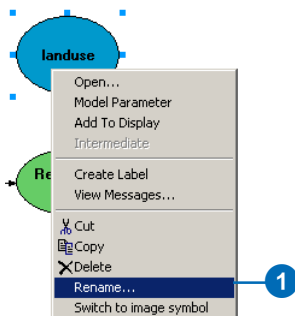 landuse
Open...
Model Parameter
Add To Display
Intermediate
Re
Create Label
View Messages...
Cut
Copy
Delete
Rename...
1
Switch to image symbol